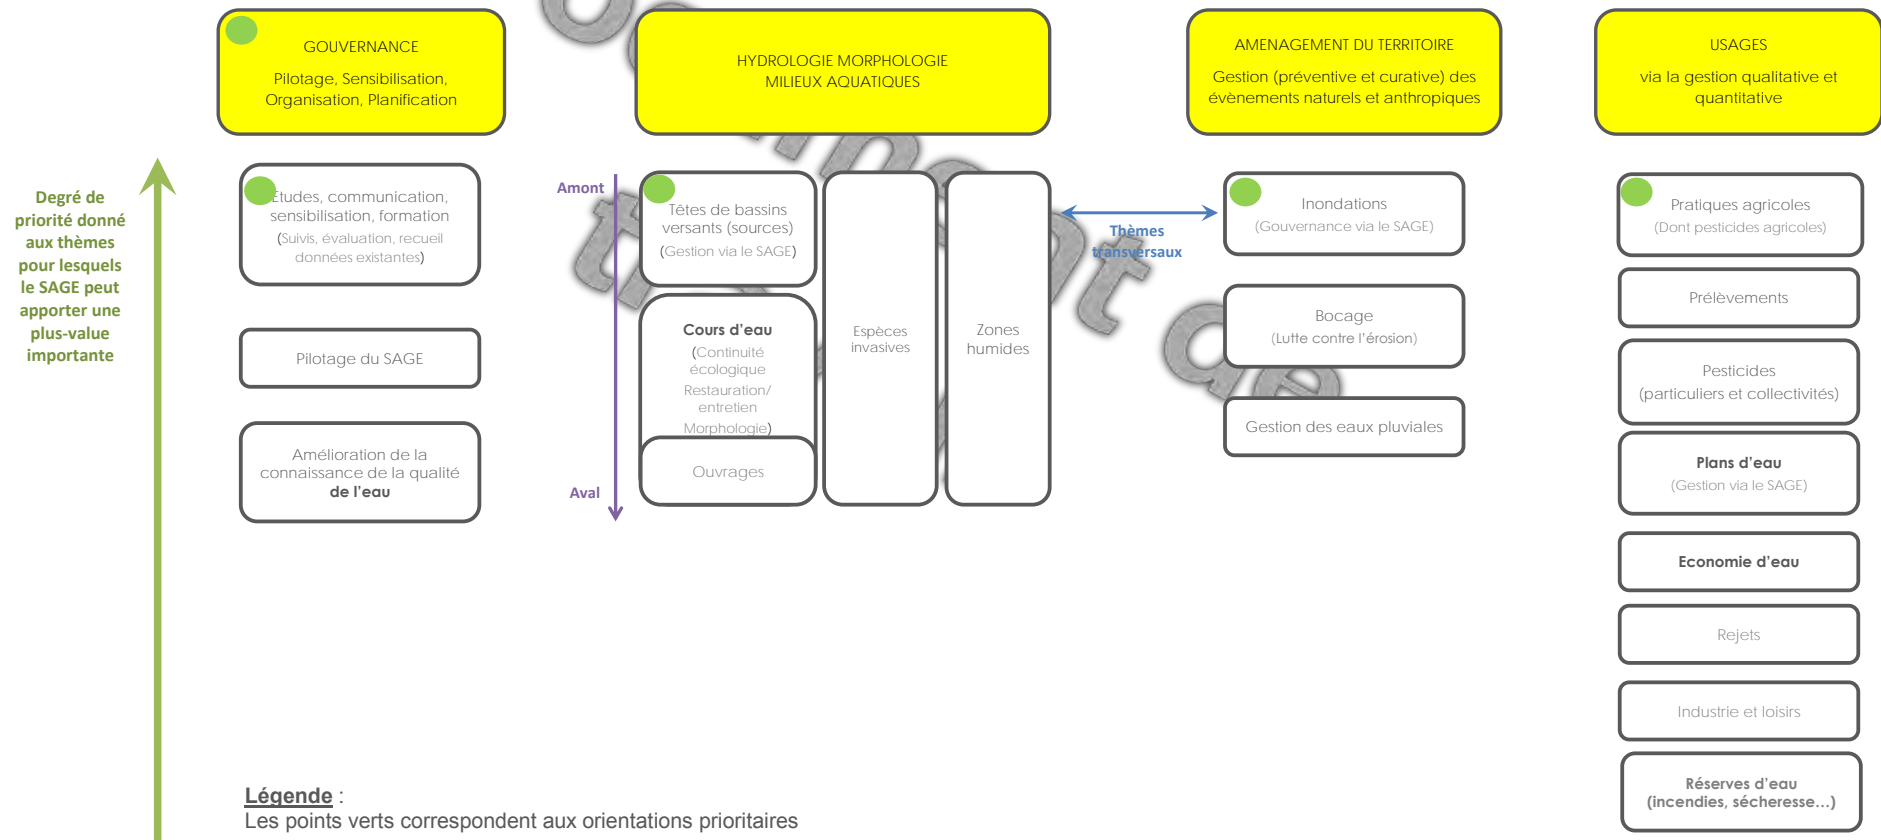 GOUVERNANCE
Pilotage, Sensibilisation,
Organisation, Planification
HYDROLOGIE MORPHOLOGIE
MILIEUX AQUATIQUES
AMENAGEMENT DU TERRITOIRE
Gestion (préventive et curative) des
évènements naturels et anthropiques
USAGES
via la gestion qualitative et
quantitative
Degré de
priorité donné
aux thèmes
pour lesquels
le SAGE peut
apporter une
plus-value
importante
Etudes, communication,
sensibilisation, formation
(Suivis, évaluation, recueil
données existantes)
Pilotage du SAGE
Amélioration de la
connaissance de la qualité
de l'eau
Amont
Aval
Têtes de bassins
versants (sources)
(Gestion via le SAGE)
Cours d'eau
(Continuité
écologique
Restauration/
entretien
Morphologie)
Ouvrages
Espèces
invasives
Zones
humides
Thèmes
transversaux
Inondations
(Gouvernance via le SAGE)
Bocage
(Lutte contre l'érosion)
Gestion des eaux pluviales
Pratiques agricoles
(Dont pesticides agricoles)
Prélèvements
Pesticides
(particuliers et collectivités)
Plans d'eau
(Gestion via le SAGE)
Economie d'eau
Rejets
Industrie et loisirs
Réserves d'eau
(incendies, sécheresse...)
Légende :
Les points verts correspondent aux orientations prioritaires